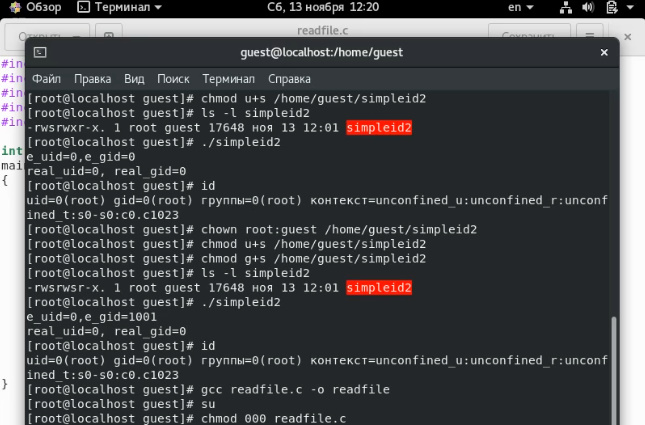 Обзор Терминал Сб, 13 ноября 12:20 en
Открыть readfile.c Сохранить
guest@localhost:/home/guest
Файл Правка Вид Поиск Терминал Справка
#in
#in
#in
#in
#in
int
main
{
}
[root@localhost guest]# chmod u+s /home/guest/simpleid2
[root@localhost guest]# ls -l simpleid2
-rwsrwxr-x. 1 root guest 17648 ноя 13 12:01 simpleid2
[root@localhost guest]# ./simpleid2
e_uid=0,e_gid=0
real_uid=0, real_gid=0
[root@localhost guest]# id
uid=0(root) gid=0(root) группы=0(root) контекст=unconfined_u:unconfined_r:unconf
ined_t:s0-s0:c0.c1023
[root@localhost guest]# chown root:guest /home/guest/simpleid2
[root@localhost guest]# chmod u+s /home/guest/simpleid2
[root@localhost guest]# chmod g+s /home/guest/simpleid2
[root@localhost guest]# ls -l simpleid2
-rwsrwsr-x. 1 root guest 17648 ноя 13 12:01 simpleid2
[root@localhost guest]# ./simpleid2
e_uid=0,e_gid=1001
real_uid=0, real_gid=0
[root@localhost guest]# id
uid=0(root) gid=0(root) группы=0(root) контекст=unconfined_u:unconfined_r:unconf
ined_t:s0-s0:c0.c1023
[root@localhost guest]# gcc readfile.c -o readfile
[root@localhost guest]# su
[root@localhost guest]# chmod 000 readfile.c